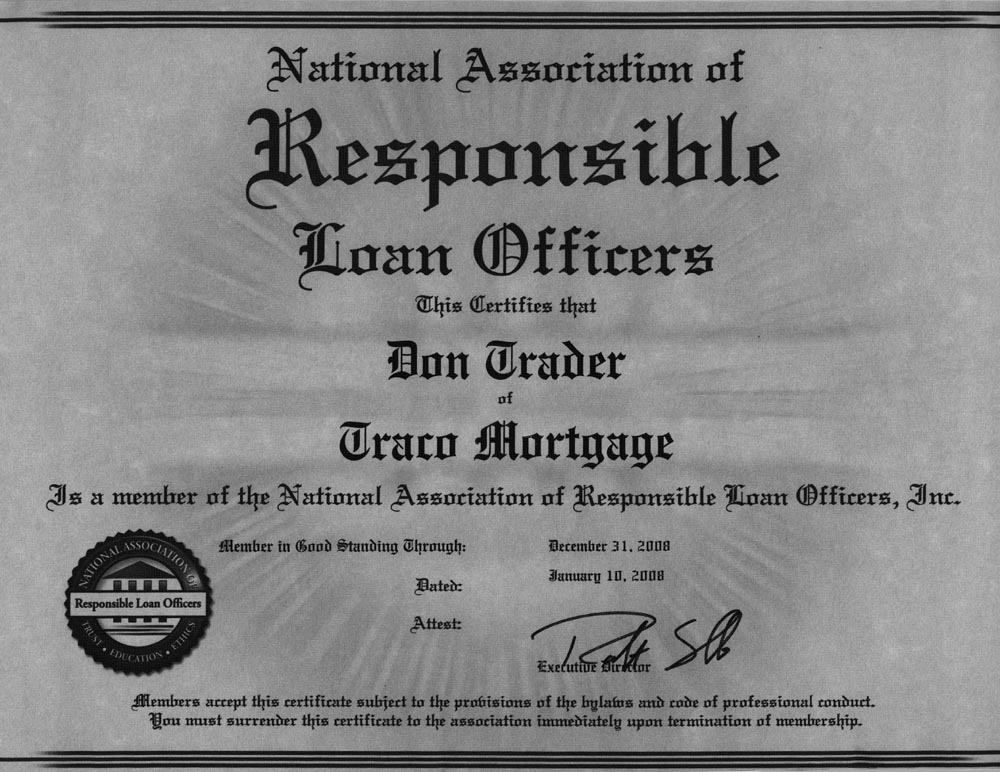 National Association of
Responsible
Loan Officers
This Certifies that
Don Trader
of
Traco Mortgage
Is a member of the National Association of Responsible Loan Officers, Inc.
NATIONAL ASSOCIATION OF
Responsible Loan Officers
TRUST • EDUCATION • ETHICS
Member in Good Standing Through: December 31, 2008
Dated: January 10, 2008
Attest:
Executive Director
Members accept this certificate subject to the provisions of the bylaws and code of professional conduct.
You must surrender this certificate to the association immediately upon termination of membership.